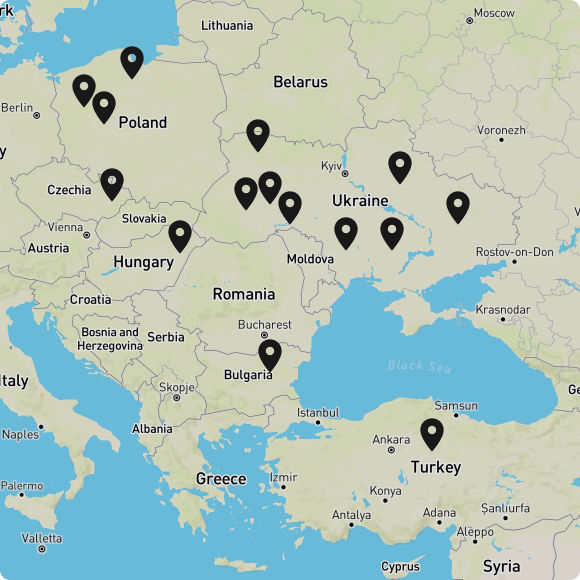 rk
Moscow
Lithuania
Belarus
Berlin
Poland
Voronezh
y
Kyiv
Czechia
Ukraine
Slovakia
V
Vienna
Austria
Hungary
Moldova
Rostov-on-Don
Romania
Croatia
Krasnodar
Bosnia and
Herzegovina
Serbia
Bucharest
Black Sea
Italy
Bulgaria
Skopje
Ge
Istanbul
Samsun
Naples
Albania
Ankara
Turkey
Greece
Izmir
Palermo
Konya
Antalya
Adana
Şanlıurfa
Aleppo
Valletta
Cyprus
Syria